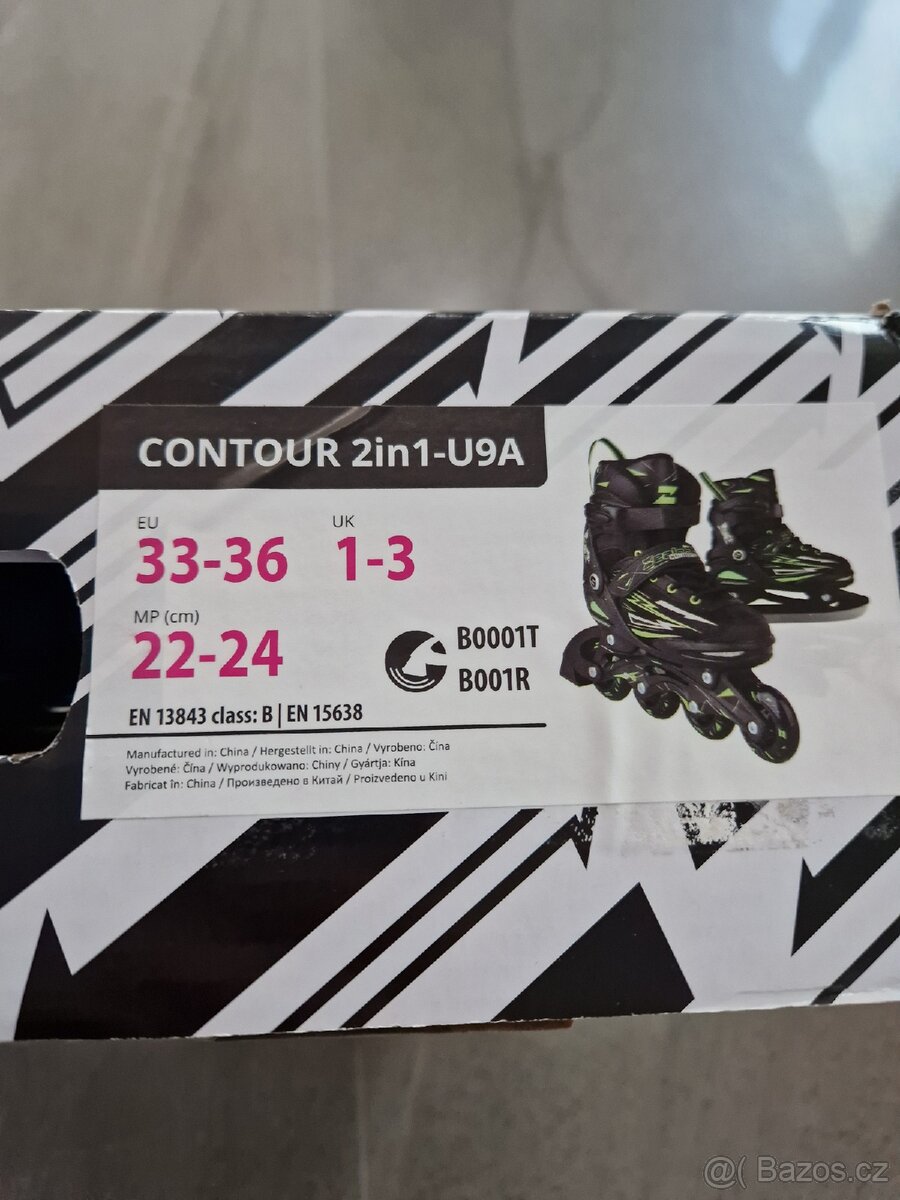 CONTOUR 2in1-U9A
EU UK
33-36 1-3
MP (cm)
22-24
B0001T
B001R
EN 13843 class: B | EN 15638
Manufactured in: China / Hergestellt in: China / Vyrobeno: Čína
Vyrobené: Čína / Wyprodukowano: Chiny / Gyártja: Kína
Fabricat în: China / Произведено в Китай / Proizvedeno u Kini
@( Bazos.cz